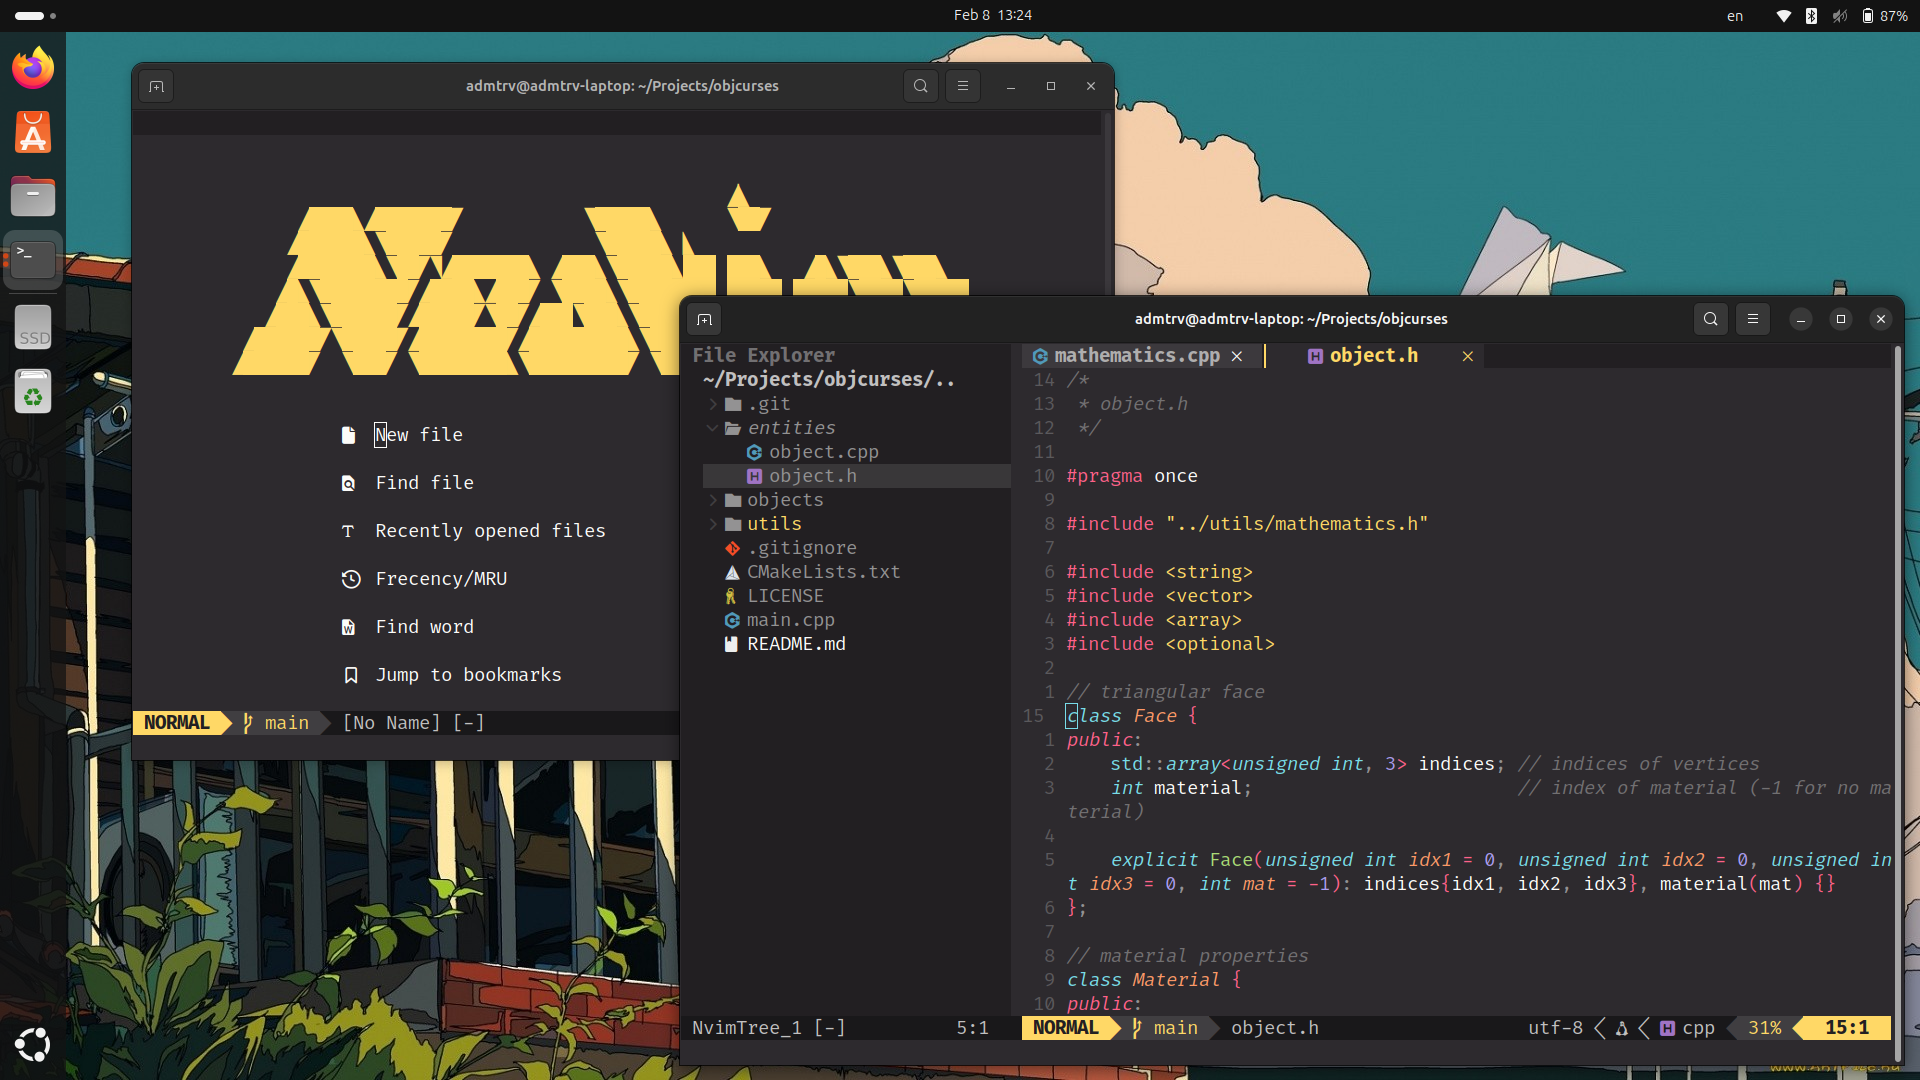 Feb 8 13:24
en
87%
admtrv@admtrv-laptop: ~/Projects/objcurses
New file
Find file
Recently opened files
Frecency/MRU
Find word
Jump to bookmarks
NORMAL main [No Name] [-]
SSD
admtrv@admtrv-laptop: ~/Projects/objcurses
File Explorer
~/Projects/objcurses/..
.git
entities
object.cpp
object.h
objects
utils
.gitignore
CMakeLists.txt
LICENSE
main.cpp
README.md
NvimTree_1 [-] 5:1
mathematics.cpp × object.h ×
14 /*
13  * object.h
12  */
11
10 #pragma once
9
8 #include "../utils/mathematics.h"
7
6 #include <string>
5 #include <vector>
4 #include <array>
3 #include <optional>
2
1 // triangular face
15 class Face {
1 public:
2     std::array<unsigned int, 3> indices; // indices of vertices
3     int material;                        // index of material (-1 for no ma
terial)
4
5     explicit Face(unsigned int idx1 = 0, unsigned int idx2 = 0, unsigned in
t idx3 = 0, int mat = -1): indices{idx1, idx2, idx3}, material(mat) {}
6 };
7
8 // material properties
9 class Material {
10 public:
NORMAL main object.h utf-8 cpp 31% 15:1